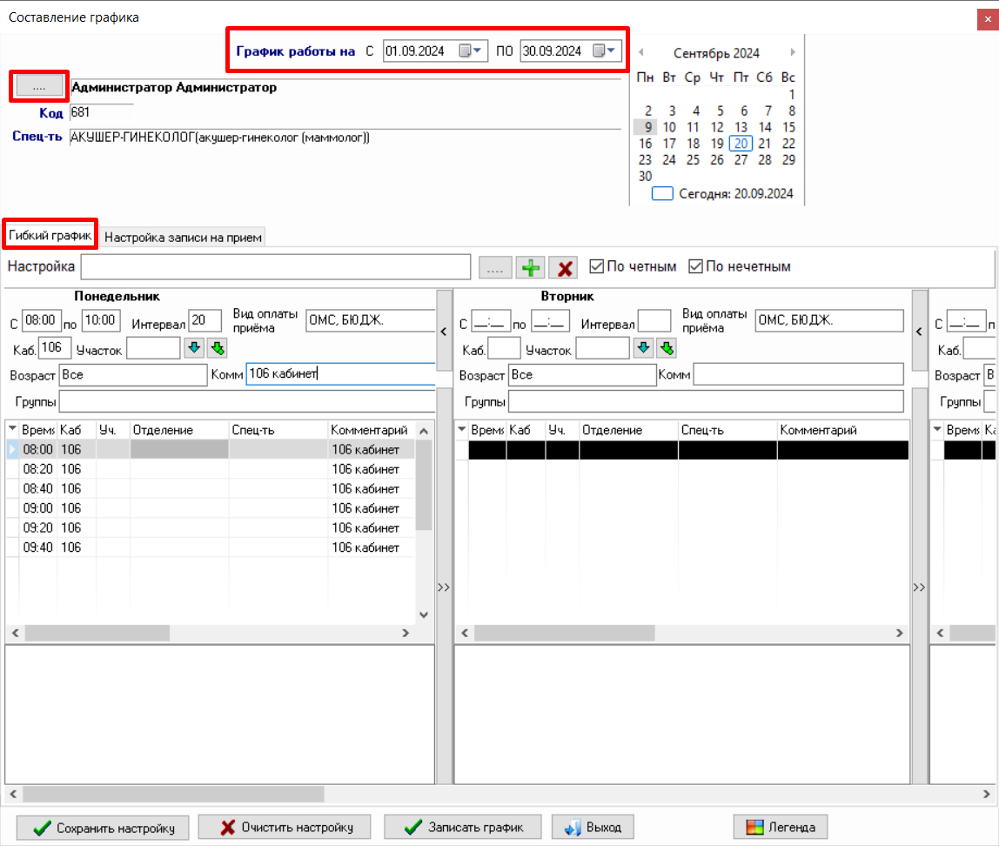 Составление графика
График работы на С 01.09.2024 ПО 30.09.2024
.... Администратор Администратор
Код 681
Спец-ть АКУШЕР-ГИНЕКОЛОГ(акушер-гинеколог (маммолог))
Сентябрь 2024
Пн Вт Ср Чт Пт Сб Вс
1
2 3 4 5 6 7 8
9 10 11 12 13 14 15
16 17 18 19 20 21 22
23 24 25 26 27 28 29
30
Сегодня: 20.09.2024
Гибкий график Настройка записи на прием
Настройка .... По четным По нечетным
Понедельник
С 08:00 по 10:00 Интервал 20 Вид оплаты приёма ОМС, БЮДЖ.
Каб. 106 Участок
Возраст Все Комм 106 кабинет
Группы
Время Каб Уч. Отделение Спец-ть Комментарий
08:00 106 106 кабинет
08:20 106 106 кабинет
08:40 106 106 кабинет
09:00 106 106 кабинет
09:20 106 106 кабинет
09:40 106 106 кабинет
<
>>
Вторник
С __:__ по __:__ Интервал Вид оплаты приёма ОМС, БЮДЖ.
Каб. Участок
Возраст Все Комм
Группы
Время Каб Уч. Отделение Спец-ть Комментарий
<
>>
С __:__ п
Каб.
Возраст В
Группы
Время Ка
Сохранить настройку Очистить настройку Записать график Выход Легенда